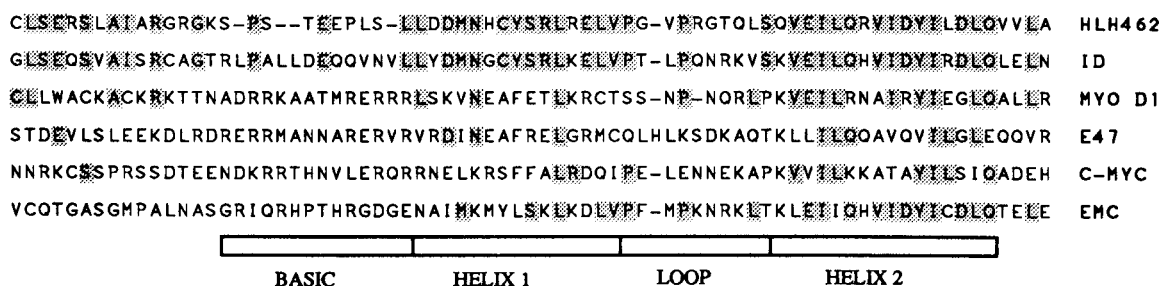 CLSERSLAIARGRGKS-PS--TEEPLS-LLDDMNHCYSRLRELVPG-VPRGTQLSQVEILQRVIDYILDLQVVLA HLH462
GLSEQSVAISRCAGTRLPALLDEQQVNVLLYDMNGCYSRLKELVPT-LPQNRKVSKVEILQHVIDYIRDLQLELN ID
CLLWACKACKRKTTNADRRKAATMRERRRLSKVNEAFETLKRCTSS-NP-NQRLPKVEILRNAIRYIEGLQALLR MYO D1
STDEVLSLEEKDLRDRERRMANNARERVRVRDINEAFRELGRMCQLHLKSDKAQTKLLILQQAVQVILGLEQQVR E47
NNRKCSSPRSSDTEENDKRRTHNVLERQRRNELKRSFFALRDQIPE-LENNEKAPKVVILKKATAYILSIQADEH C-MYC
VCQTGASGMPALNASGRIQRHPTHRGDGENAIMKMYLSKLKDLVPF-MPKNRKLTKLEIIQHVIDYICDLQTELE EMC
BASIC HELIX 1 LOOP HELIX 2